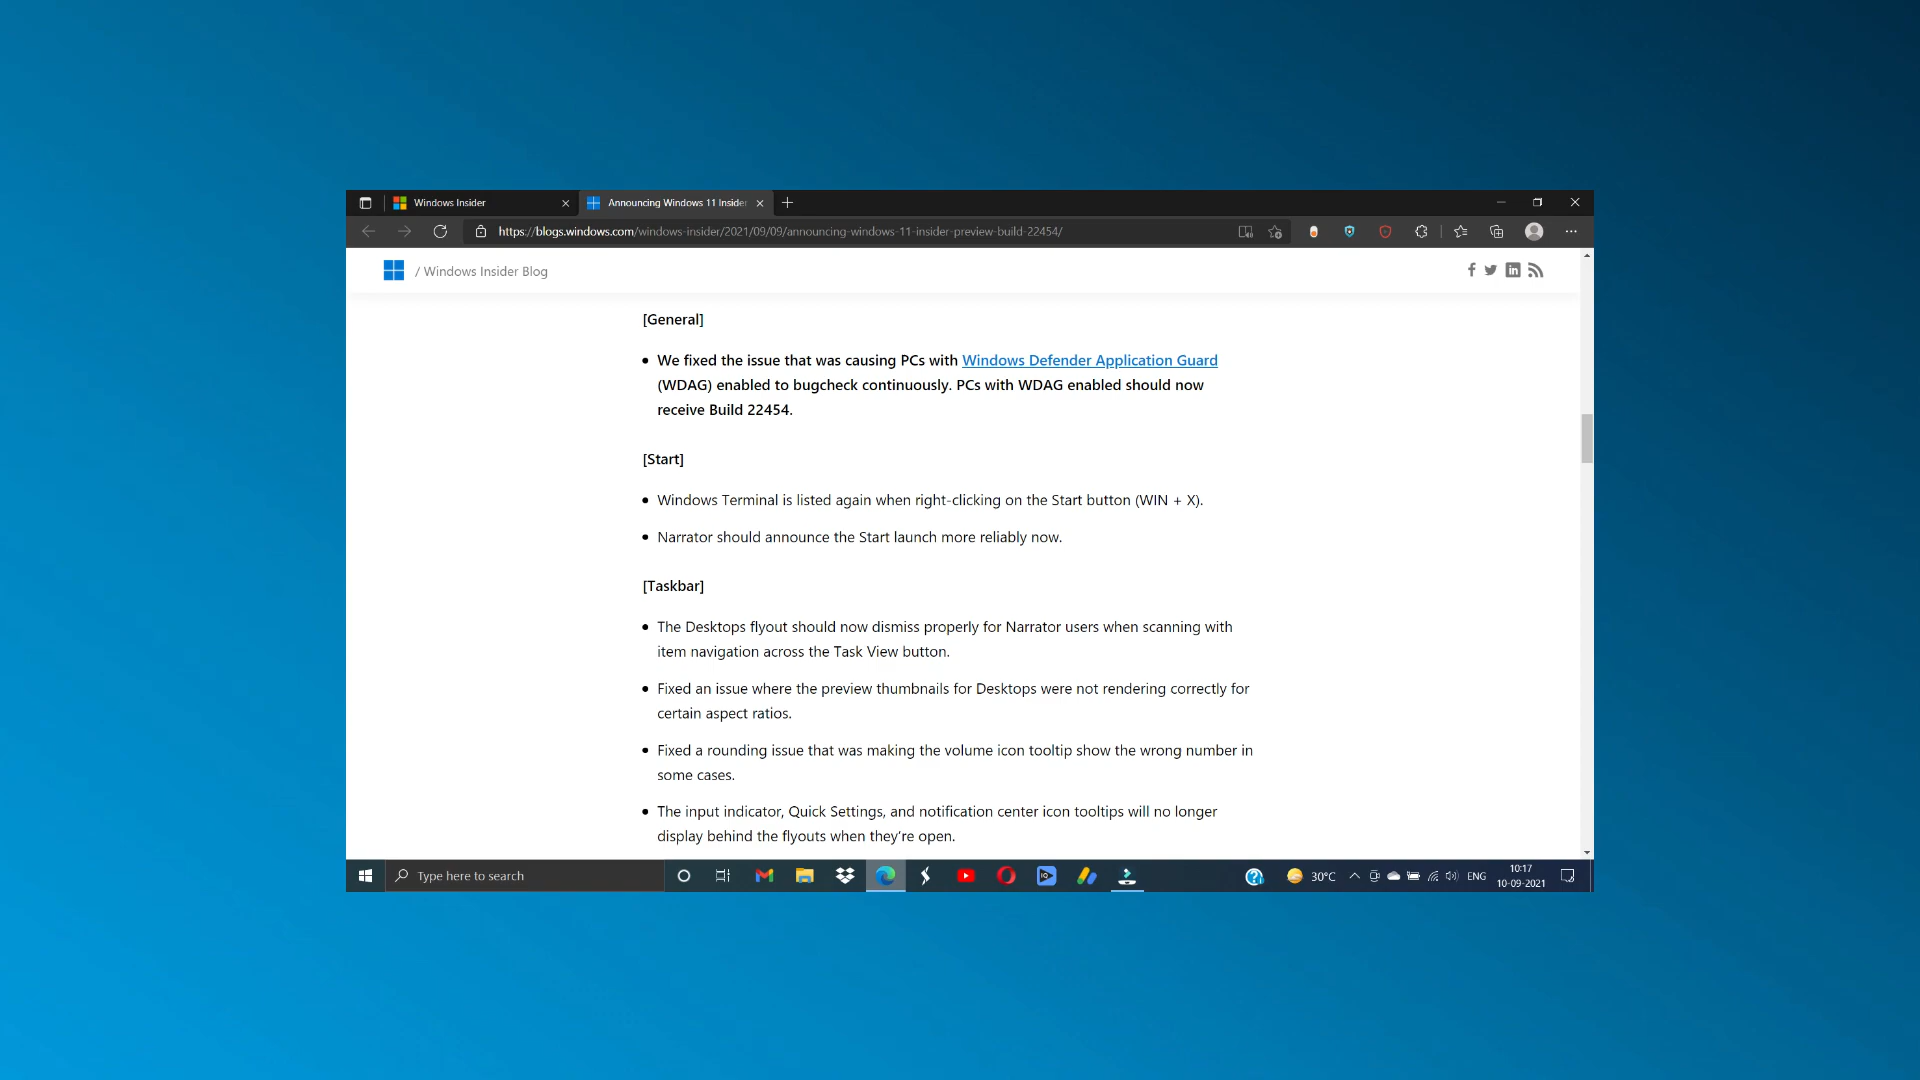 Windows Insider
Announcing Windows 11 Insider
https://blogs.windows.com/windows-insider/2021/09/09/announcing-windows-11-insider-preview-build-22454/
/ Windows Insider Blog
[General]
• We fixed the issue that was causing PCs with Windows Defender Application Guard
(WDAG) enabled to bugcheck continuously. PCs with WDAG enabled should now
receive Build 22454.
[Start]
• Windows Terminal is listed again when right-clicking on the Start button (WIN + X).
• Narrator should announce the Start launch more reliably now.
[Taskbar]
• The Desktops flyout should now dismiss properly for Narrator users when scanning with
item navigation across the Task View button.
• Fixed an issue where the preview thumbnails for Desktops were not rendering correctly for
certain aspect ratios.
• Fixed a rounding issue that was making the volume icon tooltip show the wrong number in
some cases.
• The input indicator, Quick Settings, and notification center icon tooltips will no longer
display behind the flyouts when they’re open.
Type here to search
30°C
ENG
10:17
10-09-2021